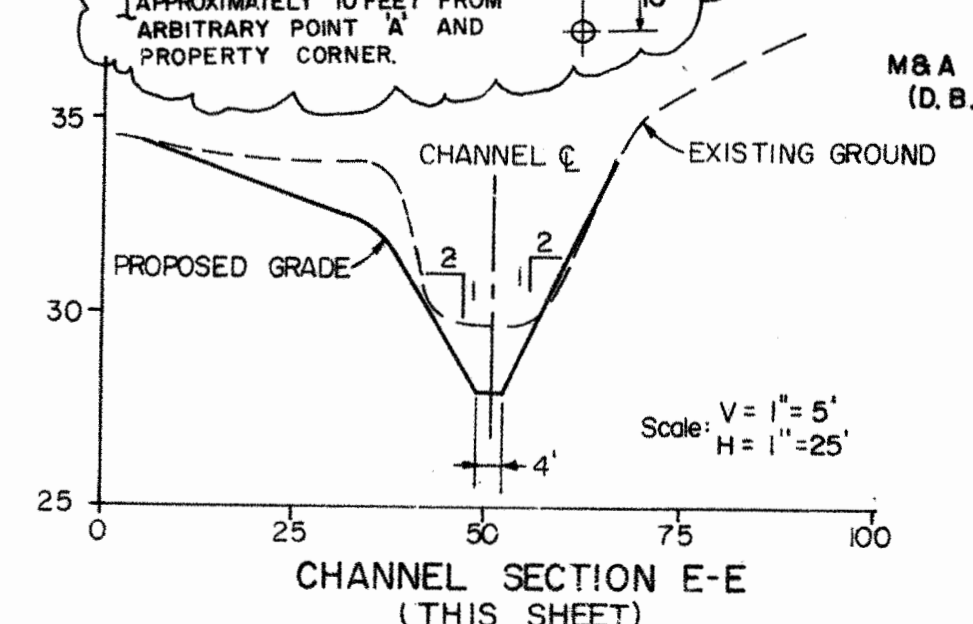 APPROXIMATELY 10 FEET FROM
ARBITRARY POINT 'A' AND
PROPERTY CORNER.
M&A
(D.B.
35
CHANNEL ℄
EXISTING GROUND
PROPOSED GRADE
2
1
1
2
30
Scale: V = 1"= 5'
H = 1"=25'
4'
25
0
25
50
75
100
CHANNEL SECTION E-E
(THIS SHEET)